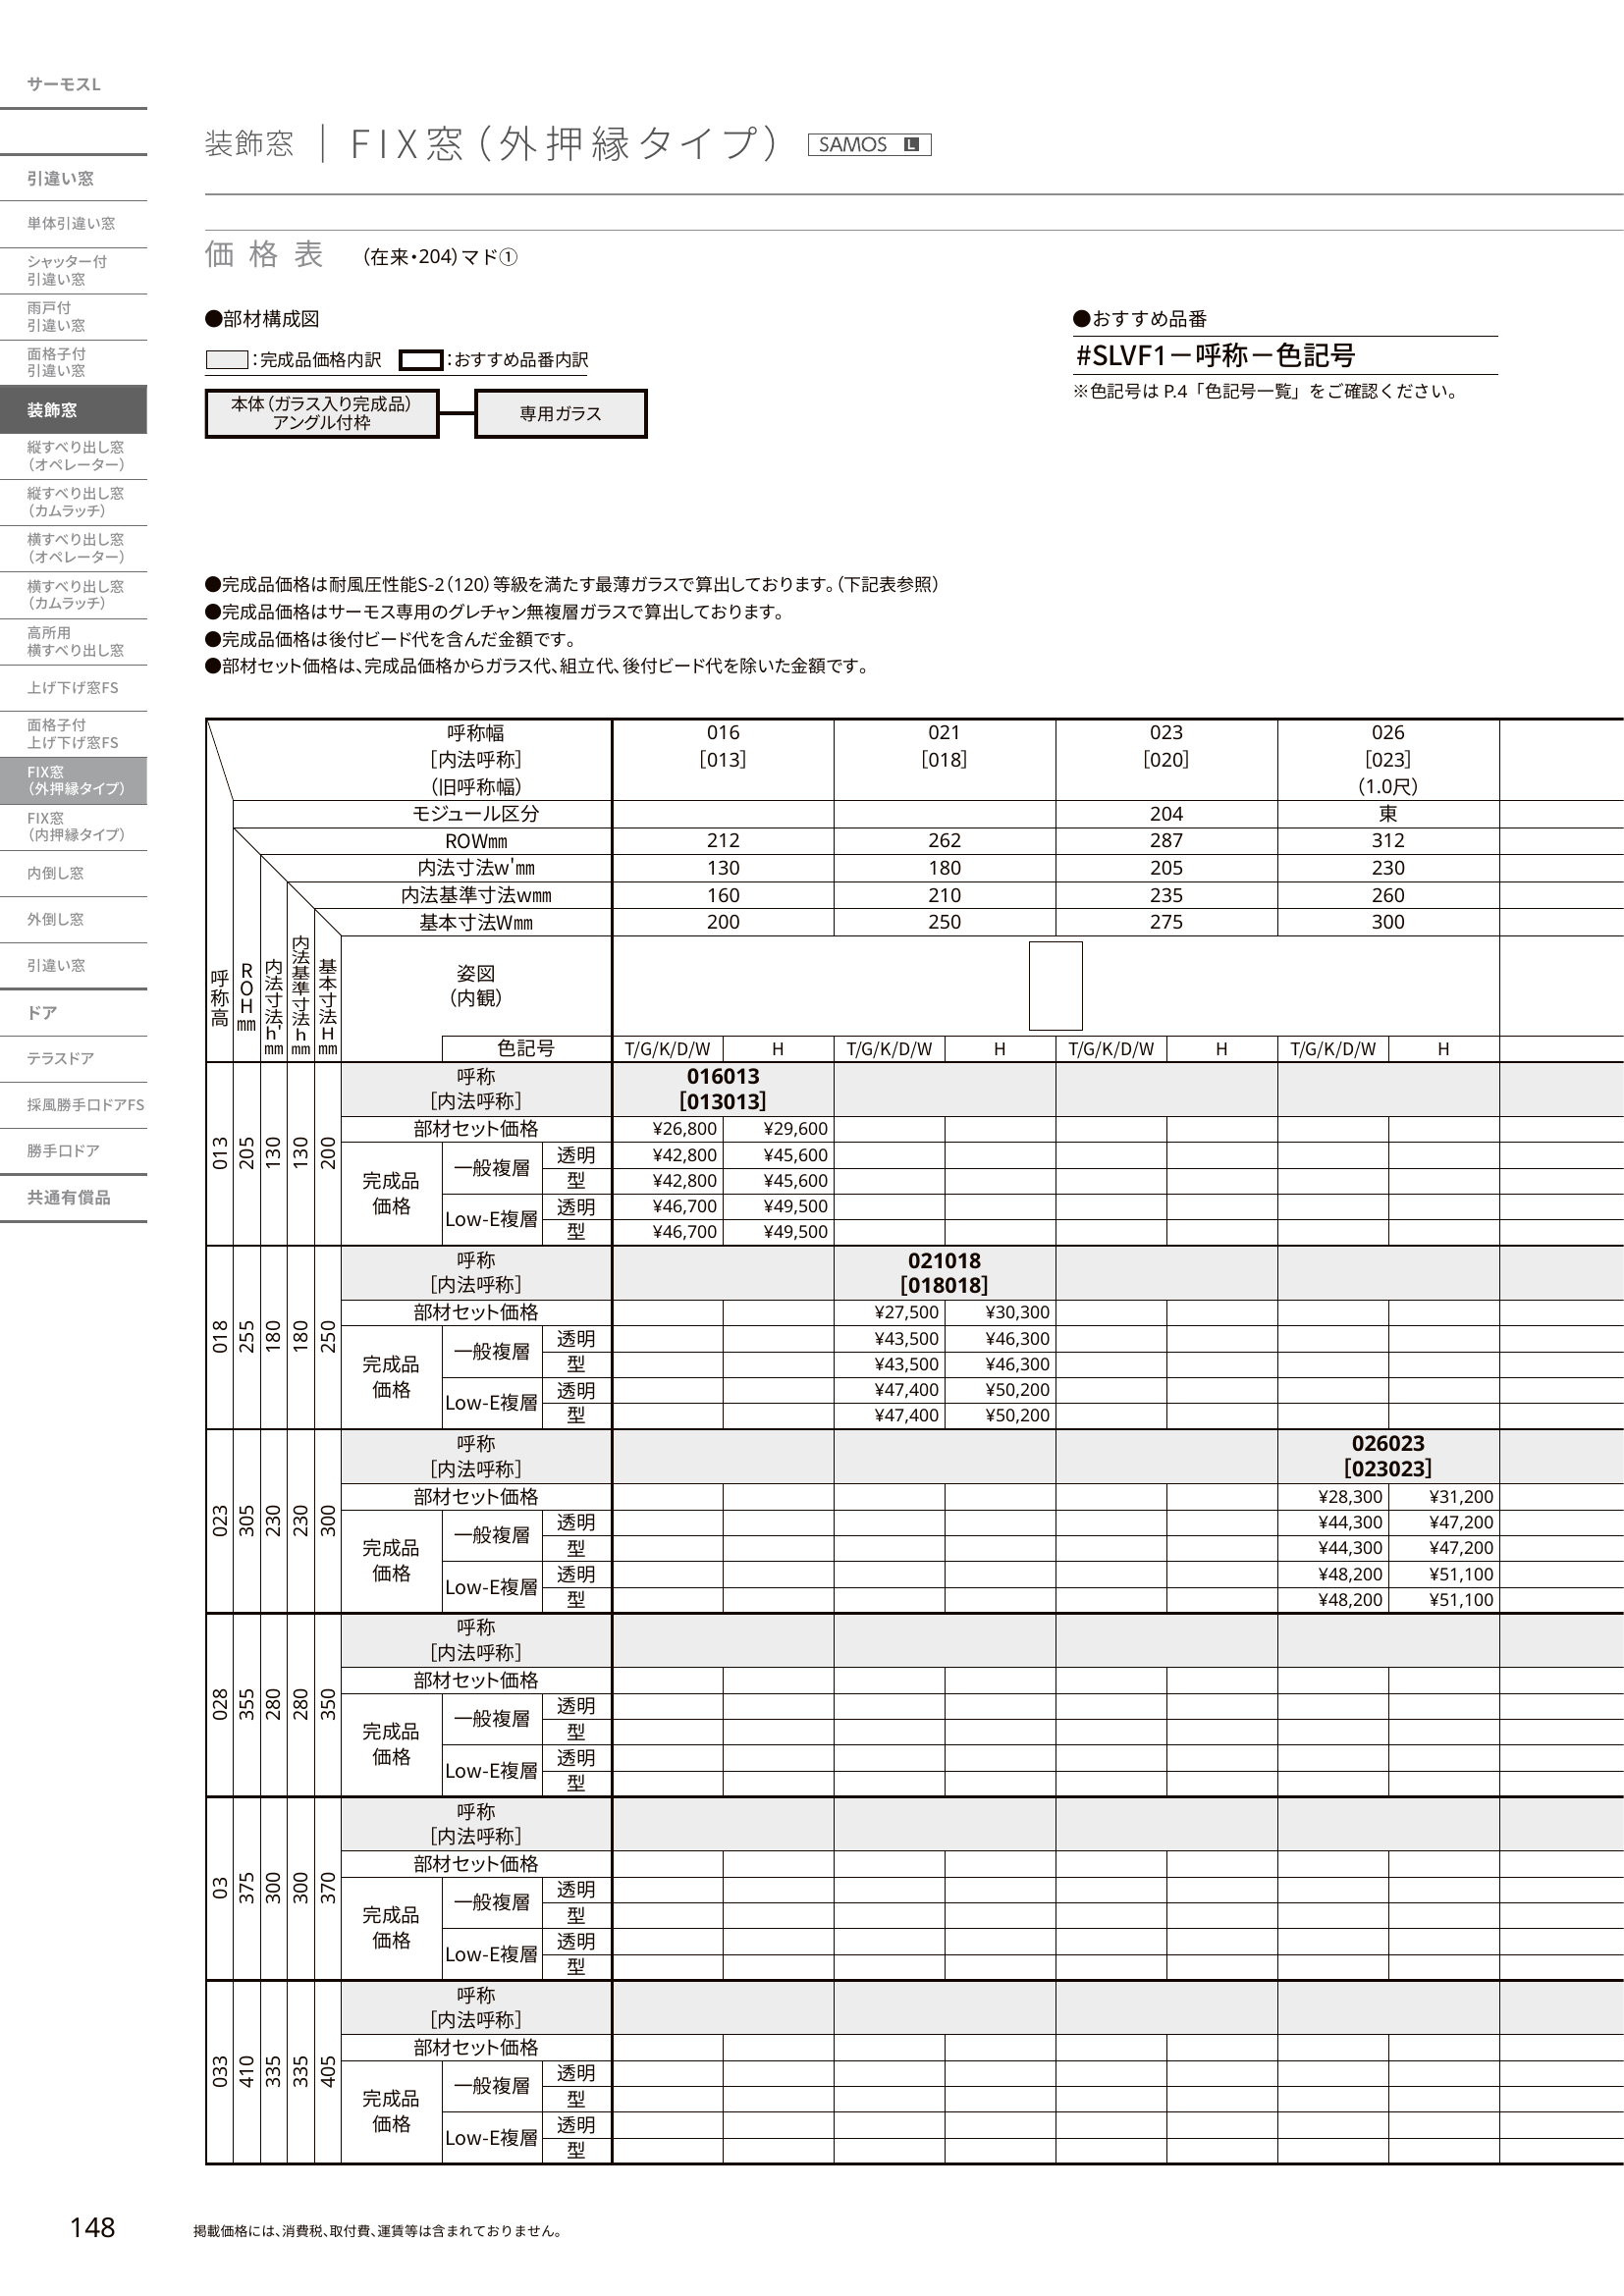 サーモスL
引違い窓
単体引違い窓
シャッター付
引違い窓
雨戸付
引違い窓
面格子付
引違い窓
装飾窓
縦すべり出し窓
（オペレーター）
縦すべり出し窓
（カムラッチ）
横すべり出し窓
（オペレーター）
横すべり出し窓
（カムラッチ）
高所用
横すべり出し窓
上げ下げ窓FS
面格子付
上げ下げ窓FS
FIX窓
（外押縁タイプ）
FIX窓
（内押縁タイプ）
内倒し窓
外倒し窓
引違い窓
ドア
テラスドア
採風勝手口ドアFS
勝手口ドア
共通有償品
装飾窓｜FIX窓（外押縁タイプ） SAMOS L
価格表 （在来・204）マド①
●部材構成図
：完成品価格内訳 ：おすすめ品番内訳
本体（ガラス入り完成品）
アングル付枠
専用ガラス
●おすすめ品番
#SLVF1－呼称－色記号
※色記号は P.4「色記号一覧」をご確認ください。
●完成品価格は耐風圧性能S-2（120）等級を満たす最薄ガラスで算出しております。（下記表参照）
●完成品価格はサーモス専用のグレチャン無複層ガラスで算出しております。
●完成品価格は後付ビード代を含んだ金額です。
●部材セット価格は、完成品価格からガラス代、組立代、後付ビード代を除いた金額です。
呼称幅 016 021 023 026
［内法呼称］ ［013］ ［018］ ［020］ ［023］
（旧呼称幅） （1.0尺）
モジュール区分 204 東
ROW㎜ 212 262 287 312
内法寸法w'㎜ 130 180 205 230
内法基準寸法w㎜ 160 210 235 260
基本寸法W㎜ 200 250 275 300
呼称高 ROH㎜ 内法寸法h'㎜ 内法基準寸法h㎜ 基本寸法H㎜
姿図
（内観）
色記号 T/G/K/D/W H T/G/K/D/W H T/G/K/D/W H T/G/K/D/W H
013 205 130 130 200
呼称 016013
［内法呼称］ ［013013］
部材セット価格 ¥26,800 ¥29,600
完成品
価格
一般複層 透明 ¥42,800 ¥45,600
型 ¥42,800 ¥45,600
Low-E複層 透明 ¥46,700 ¥49,500
型 ¥46,700 ¥49,500
018 255 180 180 250
呼称 021018
［内法呼称］ ［018018］
部材セット価格 ¥27,500 ¥30,300
完成品
価格
一般複層 透明 ¥43,500 ¥46,300
型 ¥43,500 ¥46,300
Low-E複層 透明 ¥47,400 ¥50,200
型 ¥47,400 ¥50,200
023 305 230 230 300
呼称 026023
［内法呼称］ ［023023］
部材セット価格 ¥28,300 ¥31,200
完成品
価格
一般複層 透明 ¥44,300 ¥47,200
型 ¥44,300 ¥47,200
Low-E複層 透明 ¥48,200 ¥51,100
型 ¥48,200 ¥51,100
028 355 280 280 350
呼称
［内法呼称］
部材セット価格
完成品
価格
一般複層 透明
型
Low-E複層 透明
型
03 375 300 300 370
呼称
［内法呼称］
部材セット価格
完成品
価格
一般複層 透明
型
Low-E複層 透明
型
033 410 335 335 405
呼称
［内法呼称］
部材セット価格
完成品
価格
一般複層 透明
型
Low-E複層 透明
型
148
掲載価格には、消費税、取付費、運賃等は含まれておりません。